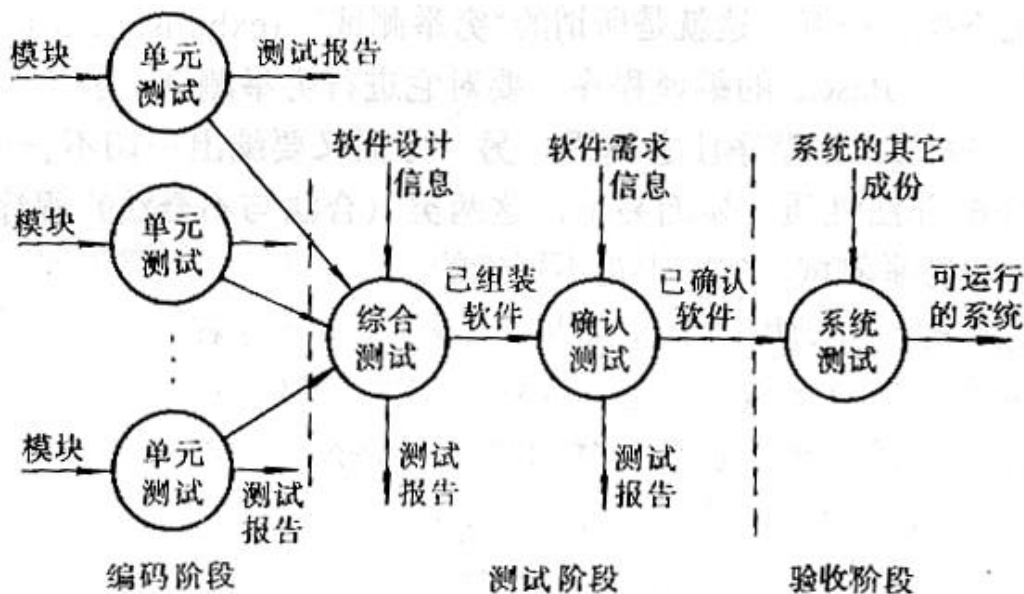 模块
单元
测试
测试报告
模块
单元
测试
模块
单元
测试
测试
报告
软件设计
信息
综合
测试
测试
报告
已组装
软件
软件需求
信息
确认
测试
测试
报告
已确认
软件
系统的其它
成份
系统
测试
可运行
的系统
编码阶段
测试阶段
验收阶段